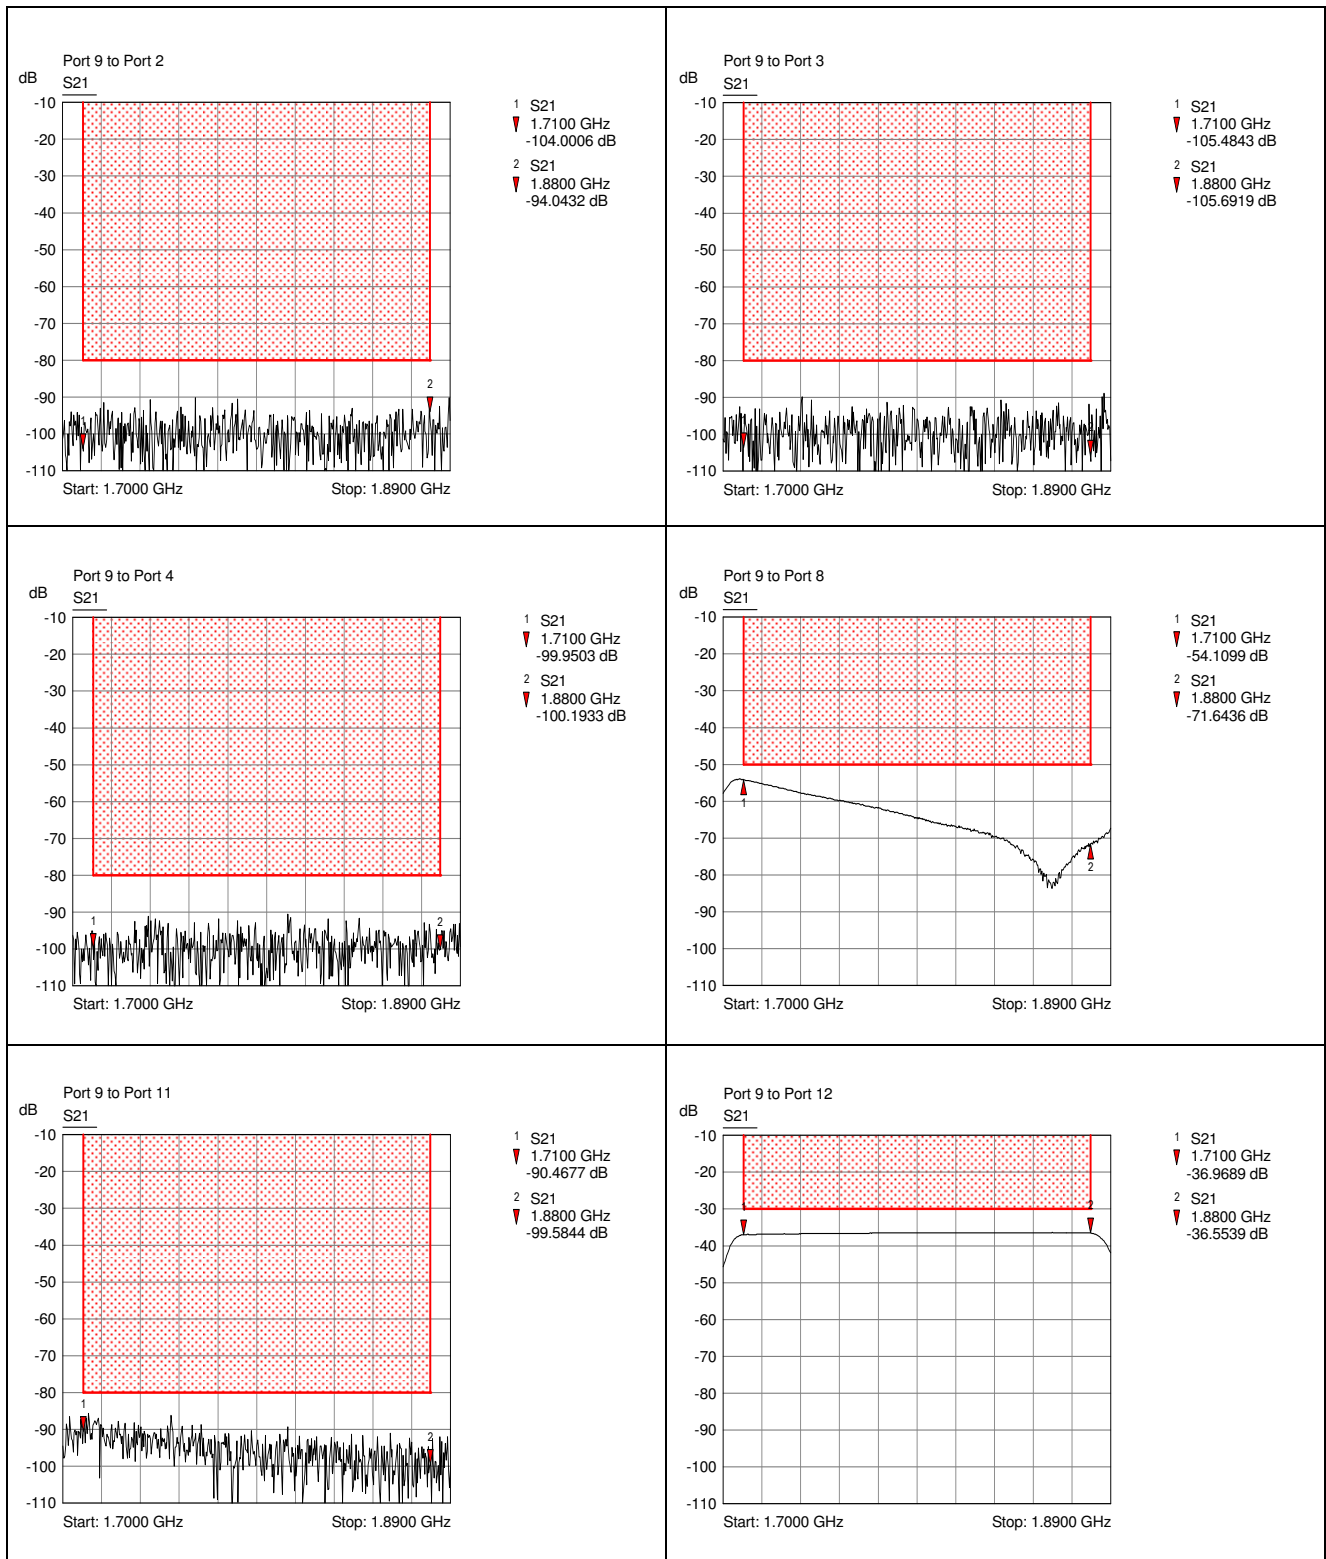 Port 9 to Port 2
dB
S21
-10
-20
-30
-40
-50
-60
-70
-80
-90
-100
-110
1 S21
1.7100 GHz
-104.0006 dB
2 S21
1.8800 GHz
-94.0432 dB
1
2
Start: 1.7000 GHz Stop: 1.8900 GHz
Port 9 to Port 3
dB
S21
-10
-20
-30
-40
-50
-60
-70
-80
-90
-100
-110
1 S21
1.7100 GHz
-105.4843 dB
2 S21
1.8800 GHz
-105.6919 dB
Start: 1.7000 GHz Stop: 1.8900 GHz
Port 9 to Port 4
dB
S21
-10
-20
-30
-40
-50
-60
-70
-80
-90
-100
-110
1 S21
1.7100 GHz
-99.9503 dB
2 S21
1.8800 GHz
-100.1933 dB
1
2
Start: 1.7000 GHz Stop: 1.8900 GHz
Port 9 to Port 8
dB
S21
-10
-20
-30
-40
-50
-60
-70
-80
-90
-100
-110
1 S21
1.7100 GHz
-54.1099 dB
2 S21
1.8800 GHz
-71.6436 dB
1
2
Start: 1.7000 GHz Stop: 1.8900 GHz
Port 9 to Port 11
dB
S21
-10
-20
-30
-40
-50
-60
-70
-80
-90
-100
-110
1 S21
1.7100 GHz
-90.4677 dB
2 S21
1.8800 GHz
-99.5844 dB
1
2
Start: 1.7000 GHz Stop: 1.8900 GHz
Port 9 to Port 12
dB
S21
-10
-20
-30
-40
-50
-60
-70
-80
-90
-100
-110
1 S21
1.7100 GHz
-36.9689 dB
2 S21
1.8800 GHz
-36.5539 dB
1
2
Start: 1.7000 GHz Stop: 1.8900 GHz